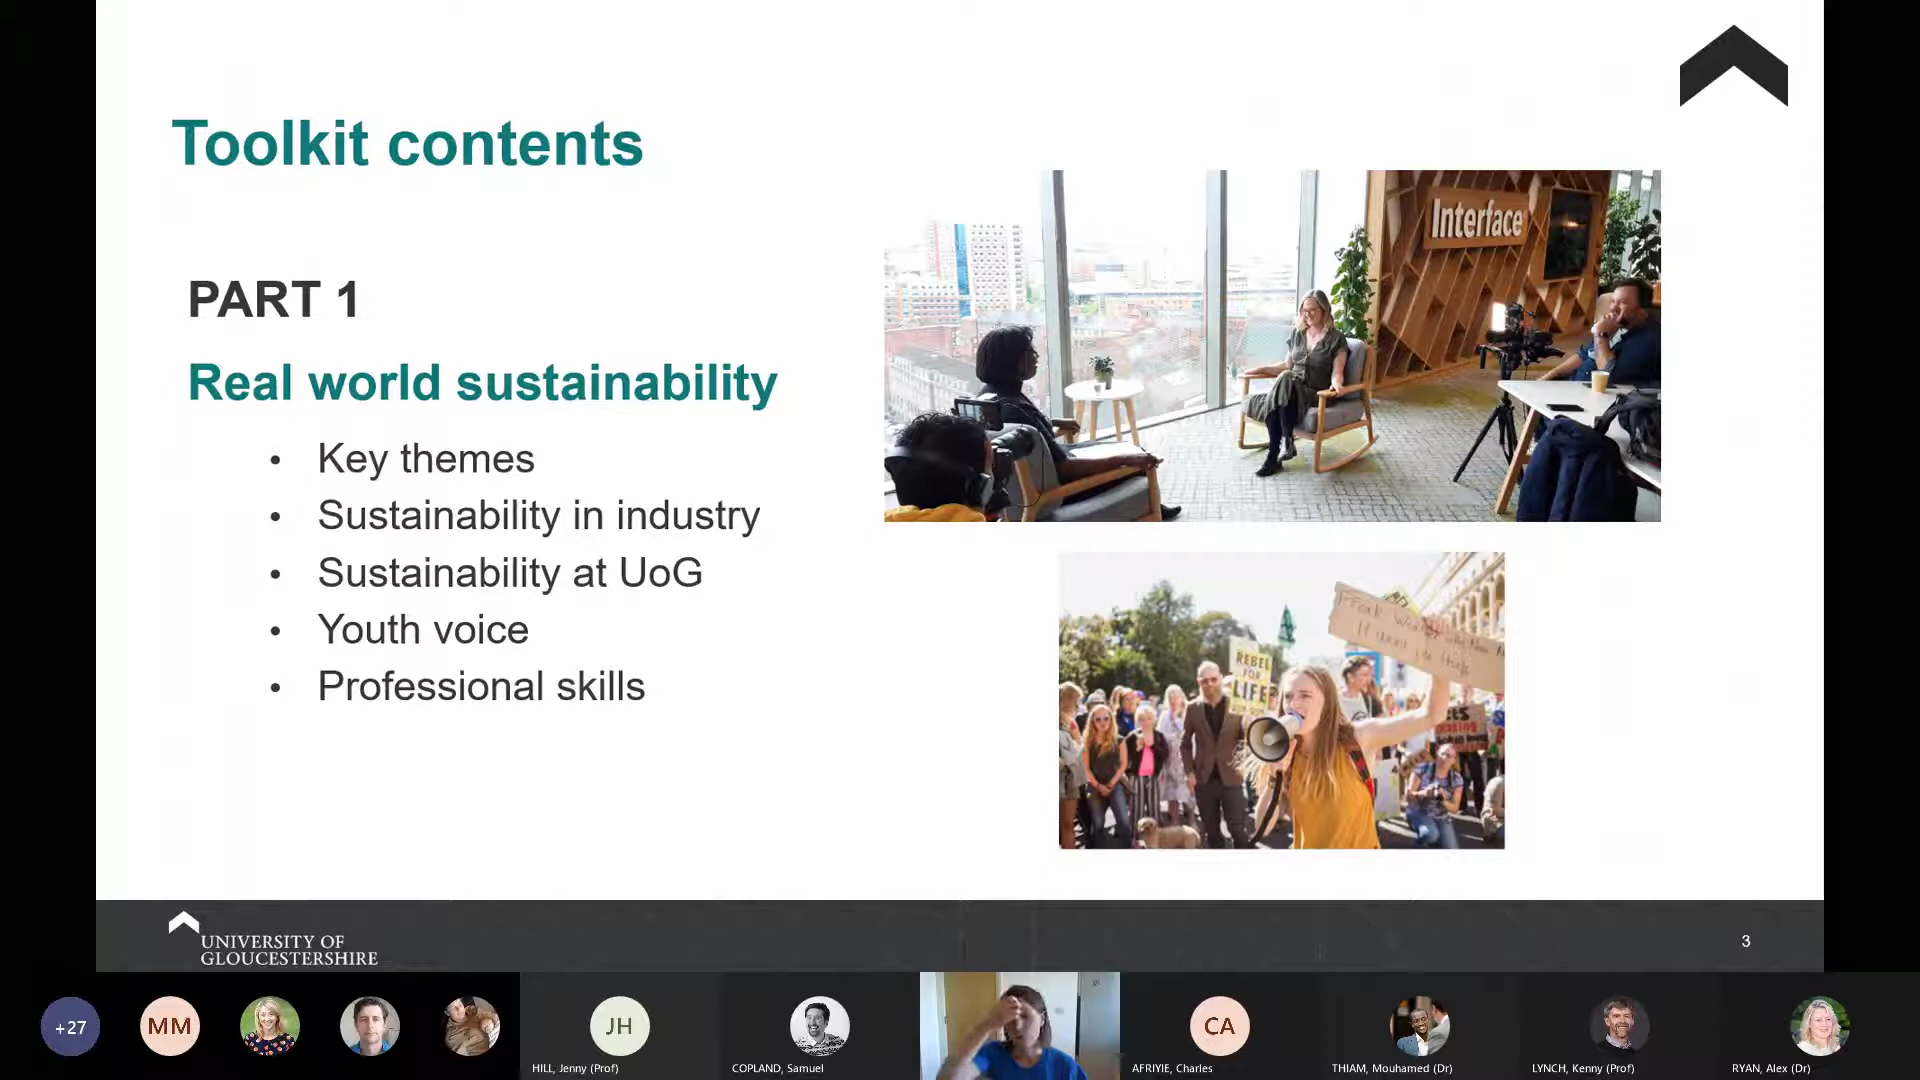 Toolkit contents
PART 1
Real world sustainability
• Key themes
• Sustainability in industry
• Sustainability at UoG
• Youth voice
• Professional skills
Interface
REBEL
FOR
LIFE
UNIVERSITY OF
GLOUCESTERSHIRE
3
+27
MM
JH
HILL, Jenny (Prof)
COPLAND, Samuel
CA
AFRIYIE, Charles
THIAM, Mouhamed (Dr)
LYNCH, Kenny (Prof)
RYAN, Alex (Dr)